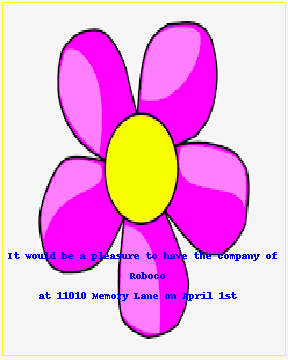 It would be a pleasure to have the company of
Roboco
at 11010 Memory Lane on April 1st